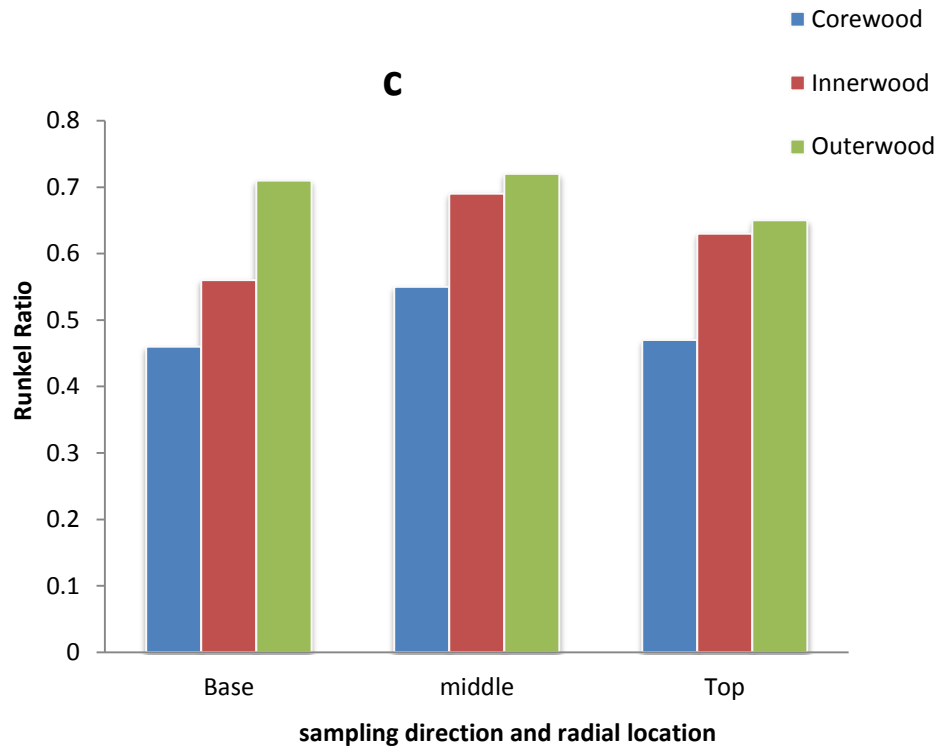 Corewood
Innerwood
Outerwood
c
Runkel Ratio
0.8
0.7
0.6
0.5
0.4
0.3
0.2
0.1
0
Base middle Top
sampling direction and radial location